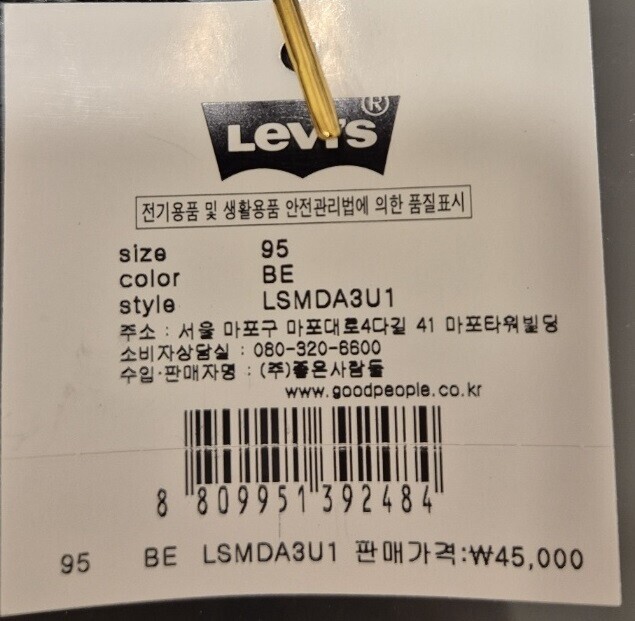 Levi's®
전기용품 및 생활용품 안전관리법에 의한 품질표시
size 95
color BE
style LSMDA3U1
주소 : 서울 마포구 마포대로4다길 41 마포타워빌딩
소비자상담실 : 080-320-6600
수입·판매자명 : (주)좋은사람들
www.goodpeople.co.kr
8 809951 392484
95 BE LSMDA3U1 판매가격:₩45,000